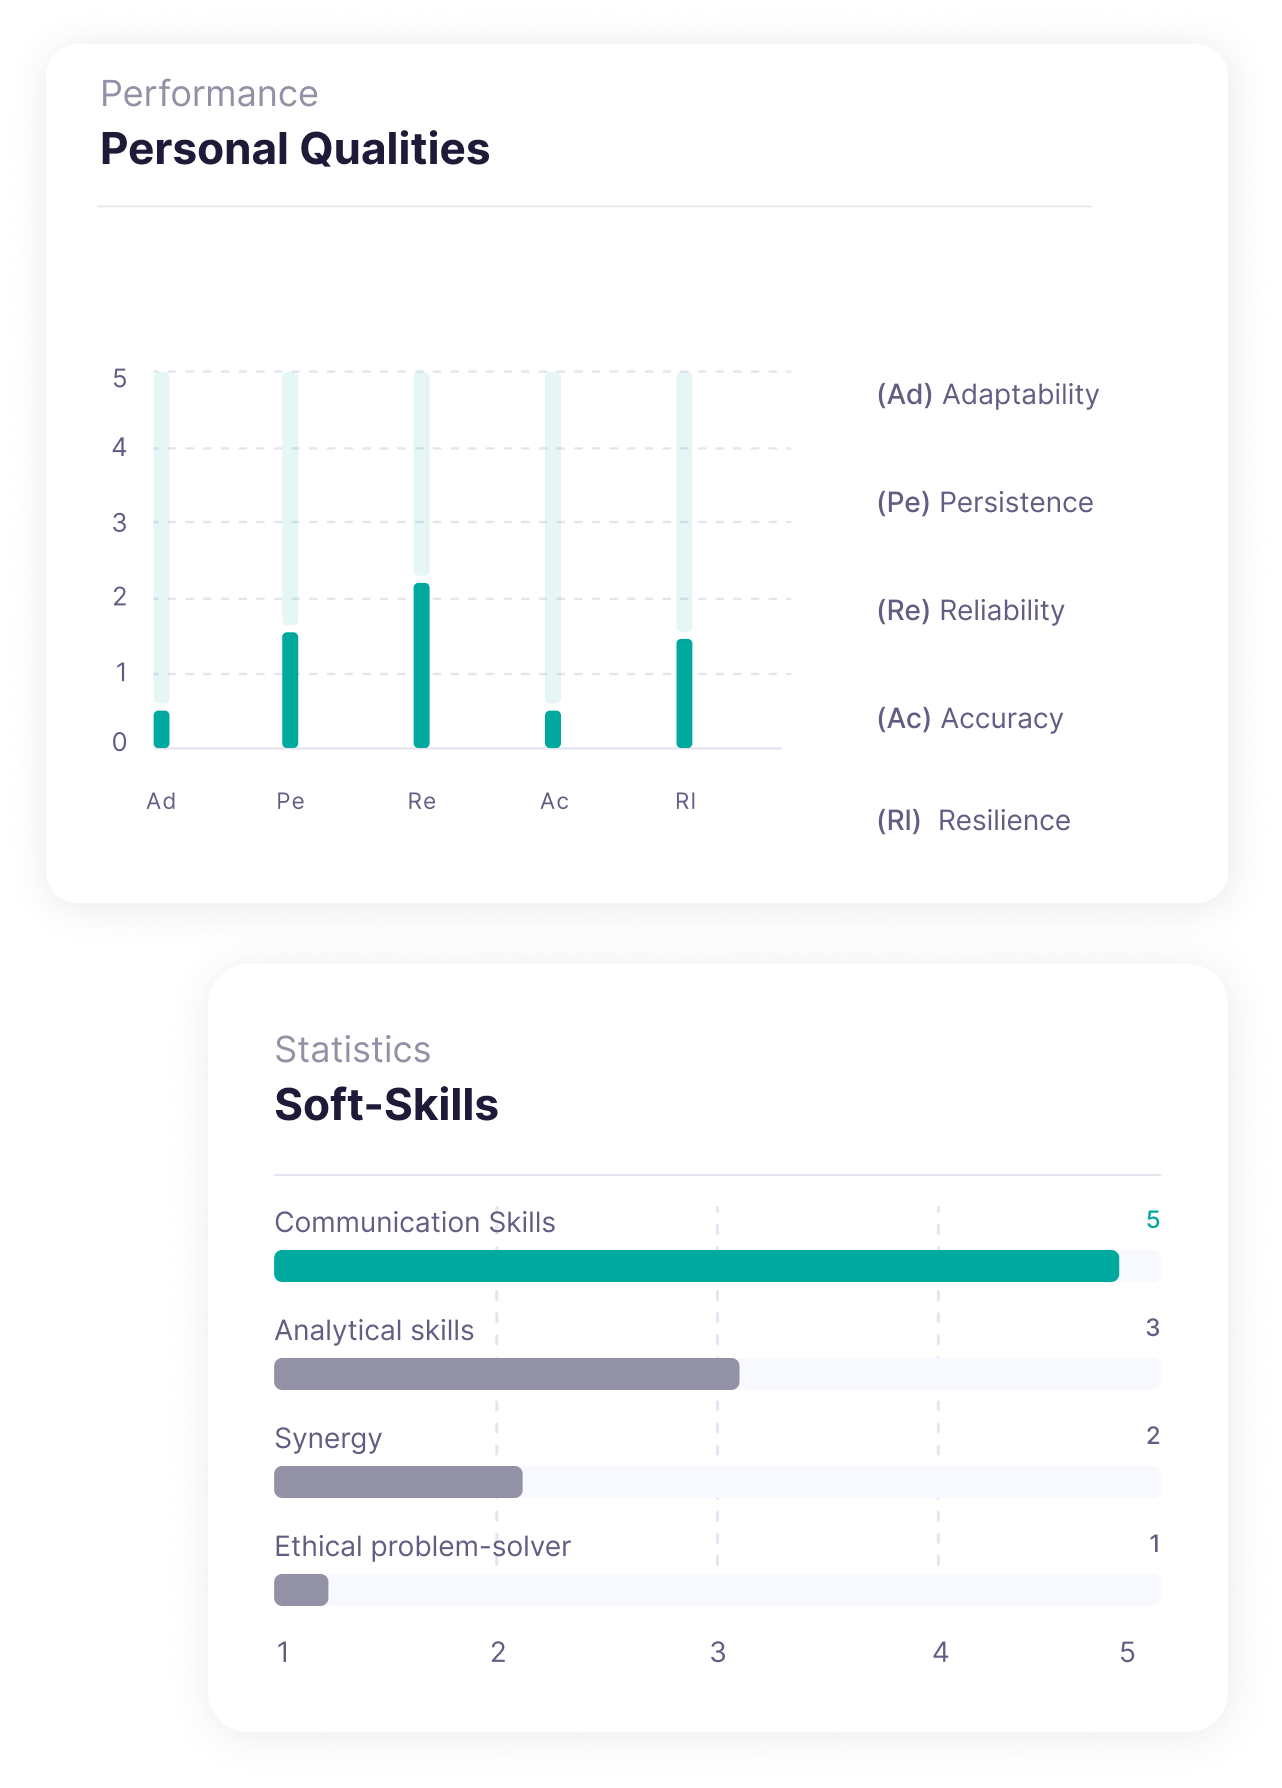 Performance
Personal Qualities
5
4
3
2
1
0
Ad Pe Re Ac Rl
(Ad) Adaptability
(Pe) Persistence
(Re) Reliability
(Ac) Accuracy
(Rl) Resilience
Statistics
Soft-Skills
Communication Skills 5
Analytical skills 3
Synergy 2
Ethical problem-solver 1
1 2 3 4 5